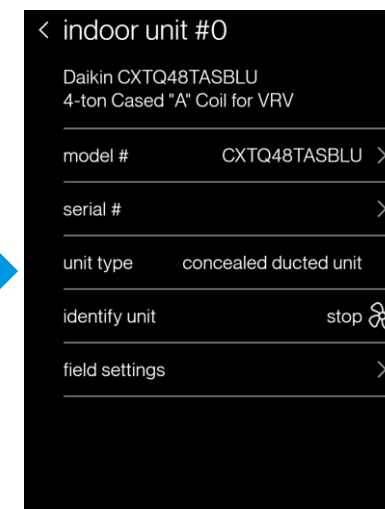 indoor unit #0
Daikin CXTQ48TASBLU
4-ton Cased "A" Coil for VRV
model # CXTQ48TASBLU
serial #
unit type concealed ducted unit
identify unit stop
field settings